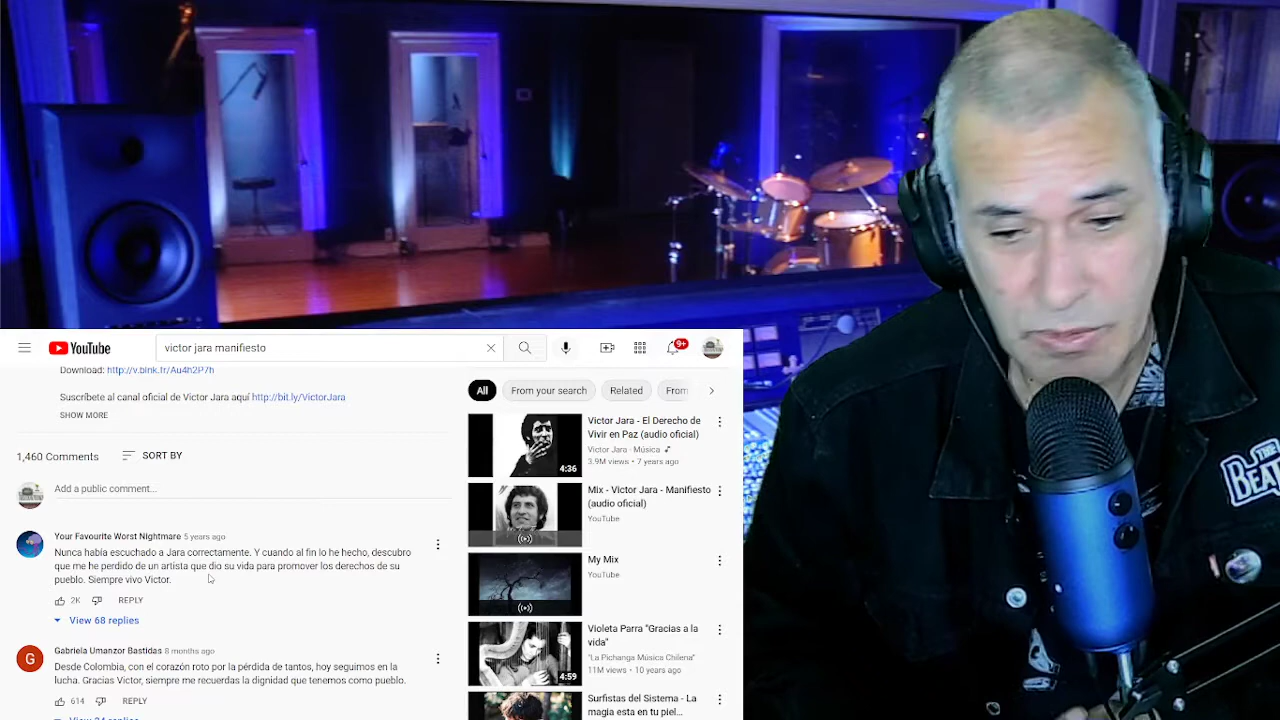 YouTube
victor jara manifiesto
9+
Download: http://v.blnk.fr/Au4h2P7h
Suscríbete al canal oficial de Victor Jara aquí http://bit.ly/VictorJara
SHOW MORE
1,460 Comments
SORT BY
Add a public comment...
Your Favourite Worst Nightmare 5 years ago
Nunca había escuchado a Jara correctamente. Y cuando al fin lo he hecho, descubro
que me he perdido de un artista que dio su vida para promover los derechos de su
pueblo. Siempre vivo Victor.
2K
REPLY
View 68 replies
G
Gabriela Umanzor Bastidas 8 months ago
Desde Colombia, con el corazón roto por la pérdida de tantos, hoy seguimos en la
lucha. Gracias Victor, siempre me recuerdas la dignidad que tenemos como pueblo.
614
REPLY
All
From your search
Related
From
4:36
Victor Jara - El Derecho de
Vivir en Paz (audio oficial)
Victor Jara - Música
3.9M views • 7 years ago
Mix - Victor Jara - Manifiesto
(audio oficial)
YouTube
My Mix
YouTube
4:59
Violeta Parra "Gracias a la
vida"
"La Pichanga Música Chilena"
11M views • 10 years ago
Surfistas del Sistema - La
magia esta en tu piel...
THE
BEAT